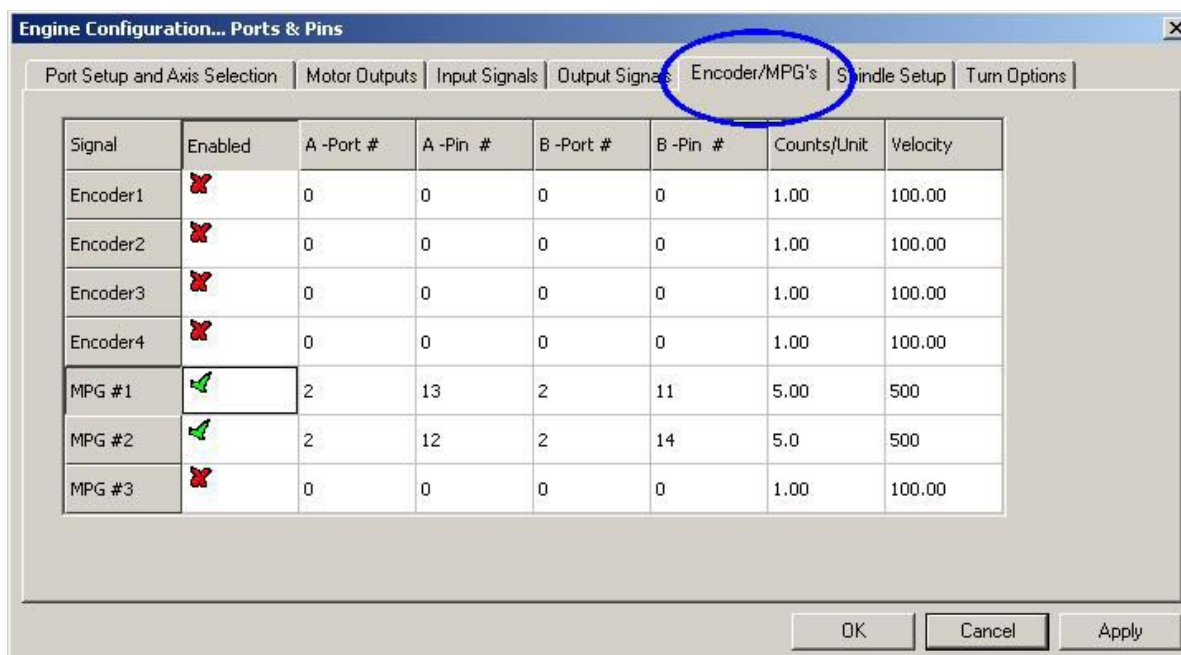 Engine Configuration... Ports & Pins
Port Setup and Axis Selection Motor Outputs Input Signals Output Signals Encoder/MPG's Spindle Setup Turn Options
Signal Enabled A -Port # A -Pin # B -Port # B -Pin # Counts/Unit Velocity
Encoder1 0 0 0 0 1.00 100.00
Encoder2 0 0 0 0 1.00 100.00
Encoder3 0 0 0 0 1.00 100.00
Encoder4 0 0 0 0 1.00 100.00
MPG #1 2 13 2 11 5.00 500
MPG #2 2 12 2 14 5.0 500
MPG #3 0 0 0 0 1.00 100.00
OK Cancel Apply